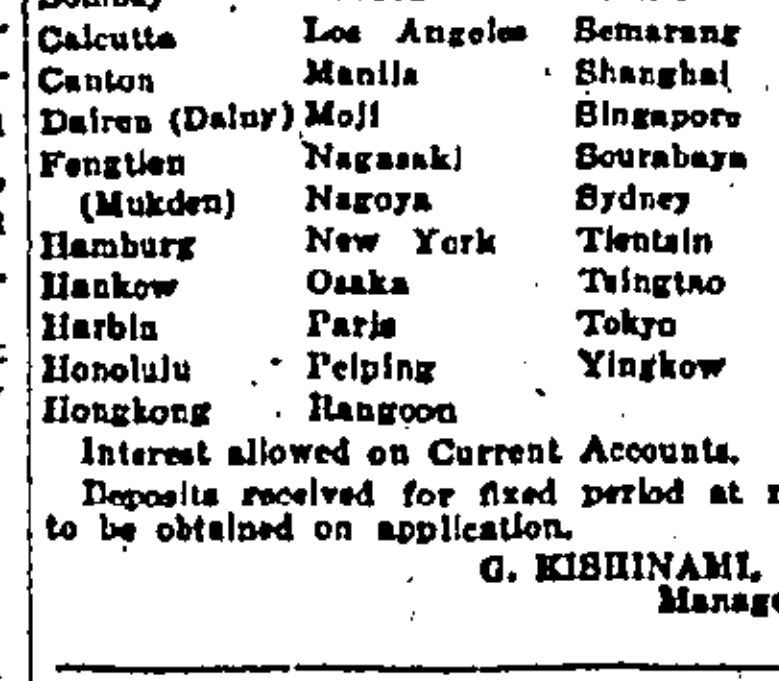 Bombay
Calcutta Los Angeles Semarang
Canton Manila Shanghai
Dairen (Dalny) Moji Singapore
Fengtien Nagasaki Sourabaya
(Mukden) Nagoya Sydney
Hamburg New York Tientsin
Hankow Osaka Tsingtao
Harbin Paris Tokyo
Honolulu Peiping Yingkow
Hongkong Rangoon
Interest allowed on Current Accounts.
Deposits received for fixed period at
to be obtained on application.
G. KISHINAMI,
Manage